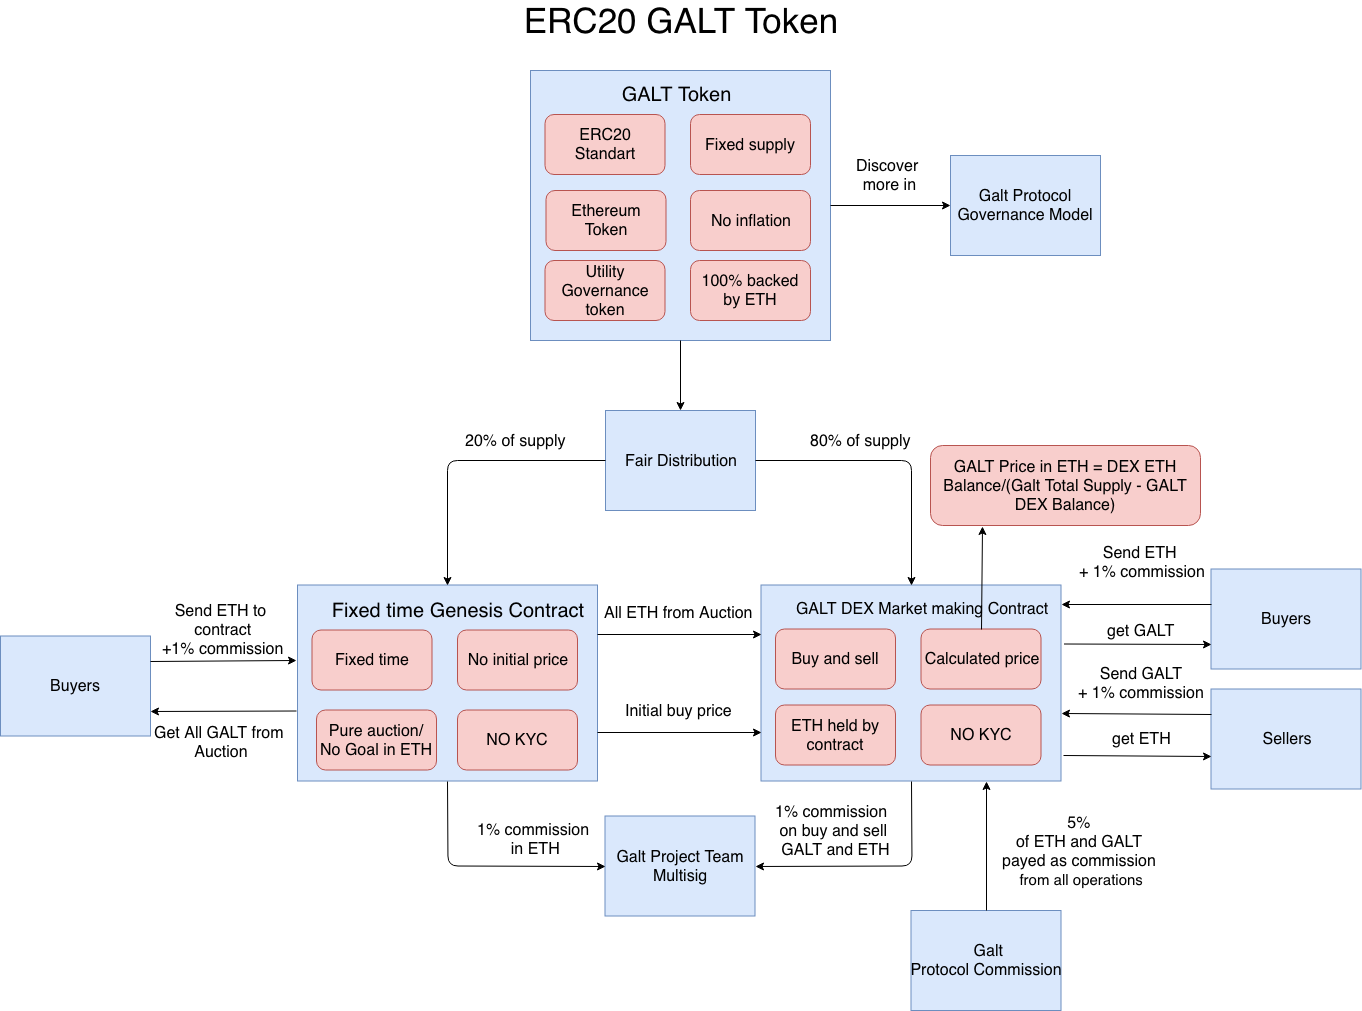 ERC20 GALT Token
GALT Token
ERC20
Standart
Fixed supply
Ethereum
Token
No inflation
Utility
Governance
token
100% backed
by ETH
Discover
more in
Galt Protocol
Governance Model
Fair Distribution
20% of supply
80% of supply
GALT Price in ETH = DEX ETH
Balance/(Galt Total Supply - GALT
DEX Balance)
Buyers
Send ETH to
contract
+1% commission
Get All GALT from
Auction
Fixed time Genesis Contract
Fixed time
No initial price
Pure auction/
No Goal in ETH
NO KYC
All ETH from Auction
Initial buy price
GALT DEX Market making Contract
Buy and sell
Calculated price
ETH held by
contract
NO KYC
Send ETH
+ 1% commission
get GALT
Buyers
Send GALT
+ 1% commission
get ETH
Sellers
1% commission
in ETH
Galt Project Team
Multisig
1% commission
on buy and sell
GALT and ETH
5%
of ETH and GALT
payed as commission
from all operations
Galt
Protocol Commission